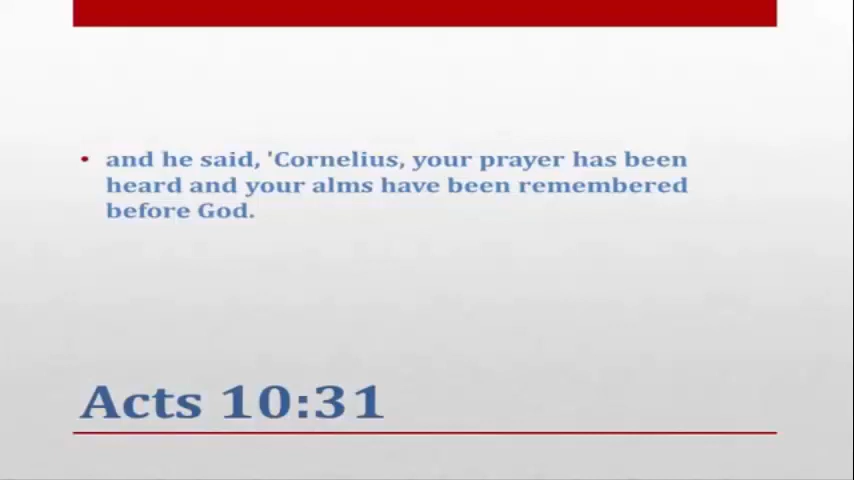 • and he said, 'Cornelius, your prayer has been
heard and your alms have been remembered
before God.
Acts 10:31